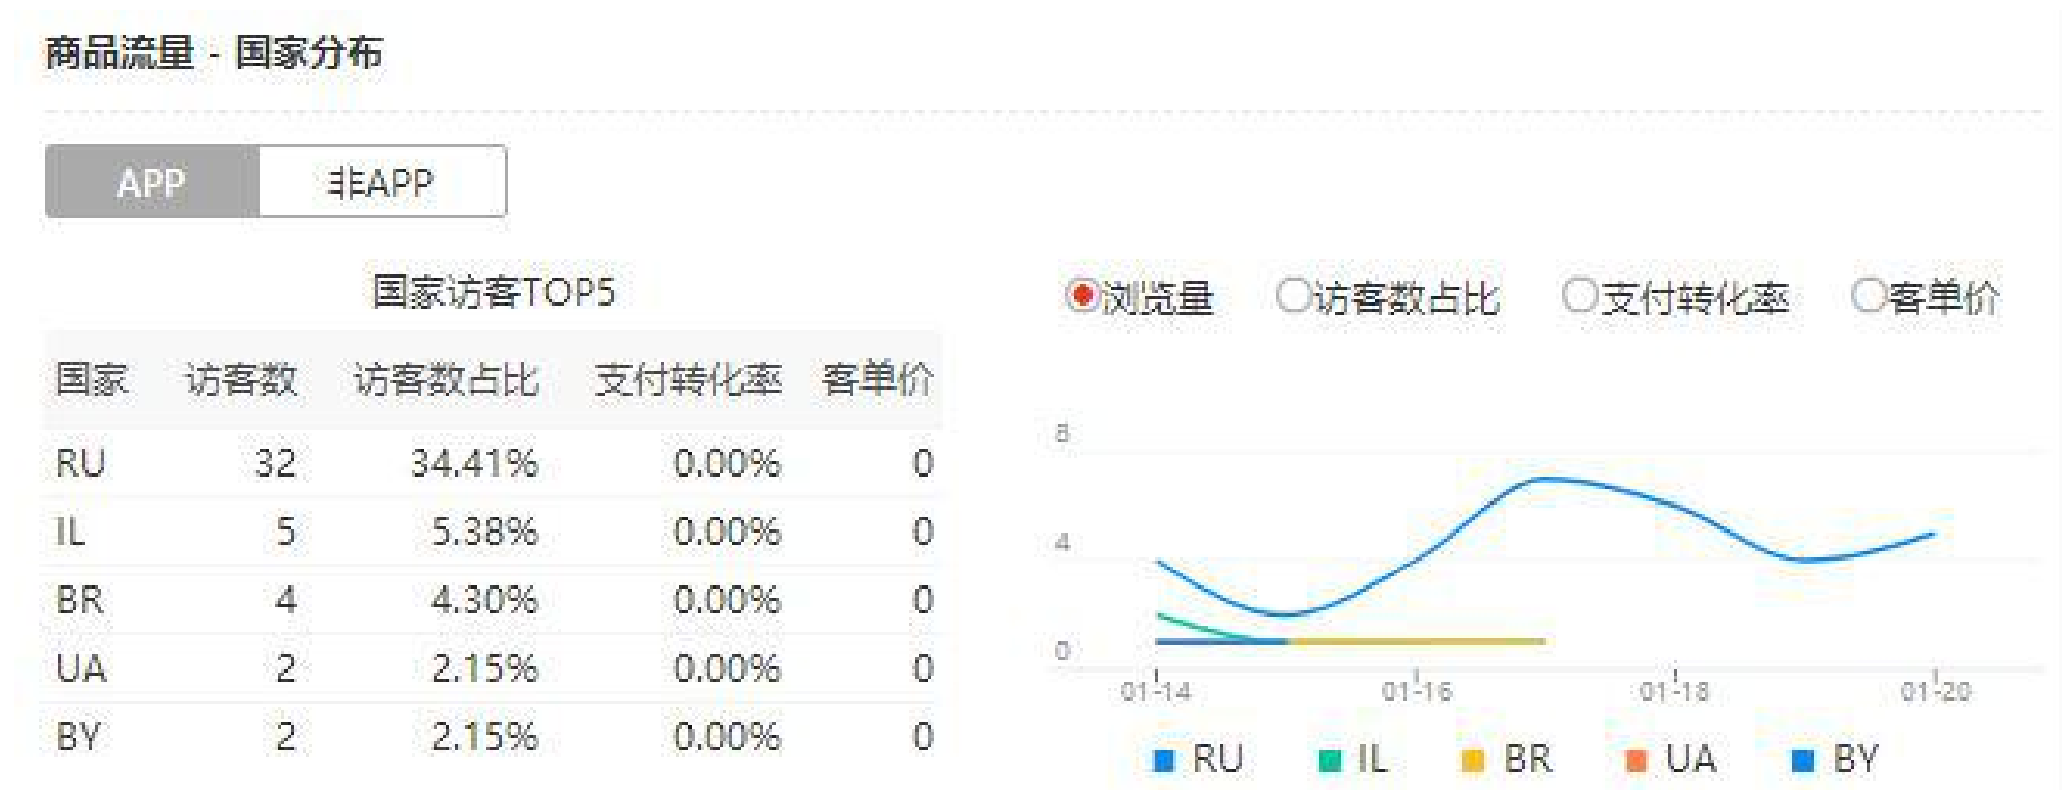 商品流量 - 国家分布
APP 非APP
国家访客TOP5
国家 访客数 访客数占比 支付转化率 客单价
RU 32 34.41% 0.00% 0
IL 5 5.38% 0.00% 0
BR 4 4.30% 0.00% 0
UA 2 2.15% 0.00% 0
BY 2 2.15% 0.00% 0
浏览量 访客数占比 支付转化率 客单价
8
4
0
01-14 01-16 01-18 01-20
RU IL BR UA BY